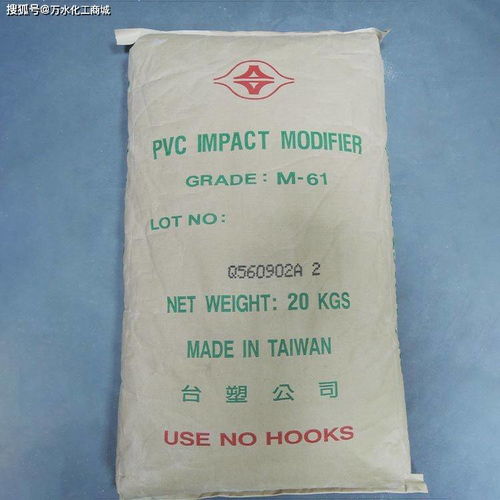 搜狐号@万水化工商城
PVC IMPACT MODIFIER
GRADE: M-61
LOT NO:
Q560902A 2
NET WEIGHT: 20 KGS
MADE IN TAIWAN
台塑公司
USE NO HOOKS